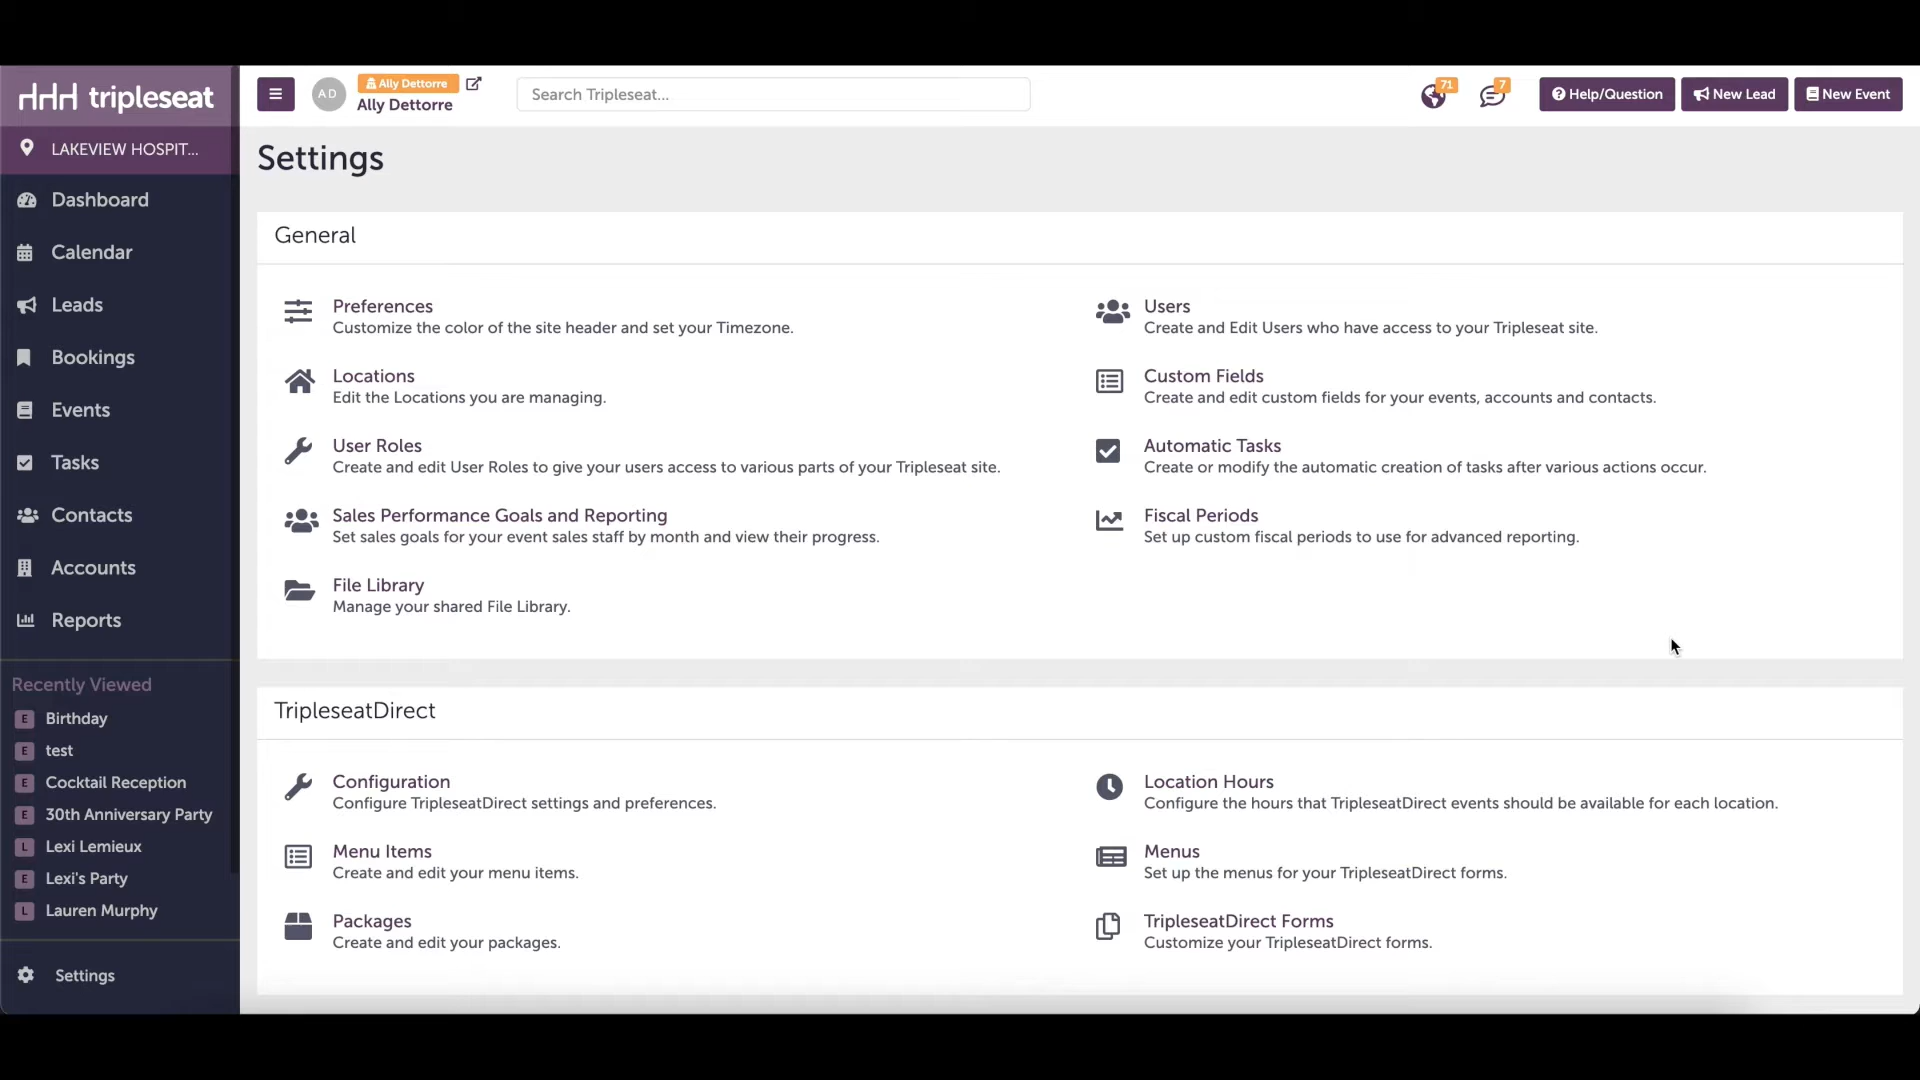 tripleseat
AD
Ally Dettorre
Ally Dettorre
Search Tripleseat...
71
7
Help/Question
New Lead
New Event
LAKEVIEW HOSPIT...
Dashboard
Calendar
Leads
Bookings
Events
Tasks
Contacts
Accounts
Reports
Recently Viewed
E Birthday
E test
E Cocktail Reception
E 30th Anniversary Party
L Lexi Lemieux
E Lexi's Party
L Lauren Murphy
Settings
Settings
General
Preferences
Customize the color of the site header and set your Timezone.
Users
Create and Edit Users who have access to your Tripleseat site.
Locations
Edit the Locations you are managing.
Custom Fields
Create and edit custom fields for your events, accounts and contacts.
User Roles
Create and edit User Roles to give your users access to various parts of your Tripleseat site.
Automatic Tasks
Create or modify the automatic creation of tasks after various actions occur.
Sales Performance Goals and Reporting
Set sales goals for your event sales staff by month and view their progress.
Fiscal Periods
Set up custom fiscal periods to use for advanced reporting.
File Library
Manage your shared File Library.
TripleseatDirect
Configuration
Configure TripleseatDirect settings and preferences.
Location Hours
Configure the hours that TripleseatDirect events should be available for each location.
Menu Items
Create and edit your menu items.
Menus
Set up the menus for your TripleseatDirect forms.
Packages
Create and edit your packages.
TripleseatDirect Forms
Customize your TripleseatDirect forms.